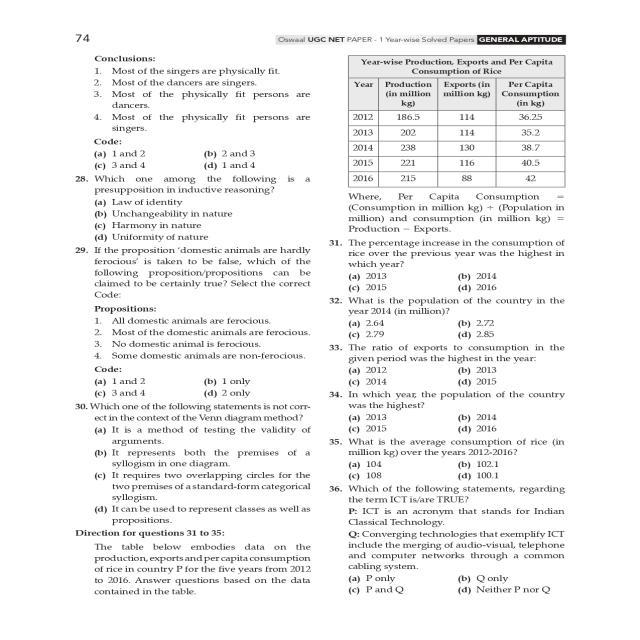 74
Oswaal UGC NET PAPER - 1 Year-wise Solved Papers GENERAL APTITUDE
Conclusions:
1. Most of the singers are physically fit.
2. Most of the dancers are singers.
3. Most of the physically fit persons are
dancers.
4. Most of the physically fit persons are
singers.
Code:
(a) 1 and 2 (b) 2 and 3
(c) 3 and 4 (d) 1 and 4
28. Which one among the following is a
presupposition in inductive reasoning?
(a) Law of identity
(b) Unchangeability in nature
(c) Harmony in nature
(d) Uniformity of nature
29. If the proposition 'domestic animals are hardly
ferocious' is taken to be false, which of the
following proposition/propositions can be
claimed to be certainly true? Select the correct
Code:
Propositions:
1. All domestic animals are ferocious.
2. Most of the domestic animals are ferocious.
3. No domestic animal is ferocious.
4. Some domestic animals are non-ferocious.
Code:
(a) 1 and 2 (b) 1 only
(c) 3 and 4 (d) 2 only
30. Which one of the following statements is not corr-
ect in the context of the Venn diagram method?
(a) It is a method of testing the validity of
arguments.
(b) It represents both the premises of a
syllogism in one diagram.
(c) It requires two overlapping circles for the
two premises of a standard-form categorical
syllogism.
(d) It can be used to represent classes as well as
propositions.
Direction for questions 31 to 35:
The table below embodies data on the
production, exports and per capita consumption
of rice in country P for the five years from 2012
to 2016. Answer questions based on the data
contained in the table.
Year-wise Production, Exports and Per Capita
Consumption of Rice
Year Production Exports (in Per Capita
(in million million kg) Consumption
kg) (in kg)
2012 186.5 114 36.25
2013 202 114 35.2
2014 238 130 38.7
2015 221 116 40.5
2016 215 88 42
Where, Per Capita Consumption =
(Consumption in million kg) ÷ (Population in
million) and consumption (in million kg) =
Production − Exports.
31. The percentage increase in the consumption of
rice over the previous year was the highest in
which year?
(a) 2013 (b) 2014
(c) 2015 (d) 2016
32. What is the population of the country in the
year 2014 (in million)?
(a) 2.64 (b) 2.72
(c) 2.79 (d) 2.85
33. The ratio of exports to consumption in the
given period was the highest in the year:
(a) 2012 (b) 2013
(c) 2014 (d) 2015
34. In which year, the population of the country
was the highest?
(a) 2013 (b) 2014
(c) 2015 (d) 2016
35. What is the average consumption of rice (in
million kg) over the years 2012-2016?
(a) 104 (b) 102.1
(c) 108 (d) 100.1
36. Which of the following statements, regarding
the term ICT is/are TRUE?
P: ICT is an acronym that stands for Indian
Classical Technology.
Q: Converging technologies that exemplify ICT
include the merging of audio-visual, telephone
and computer networks through a common
cabling system.
(a) P only (b) Q only
(c) P and Q (d) Neither P nor Q